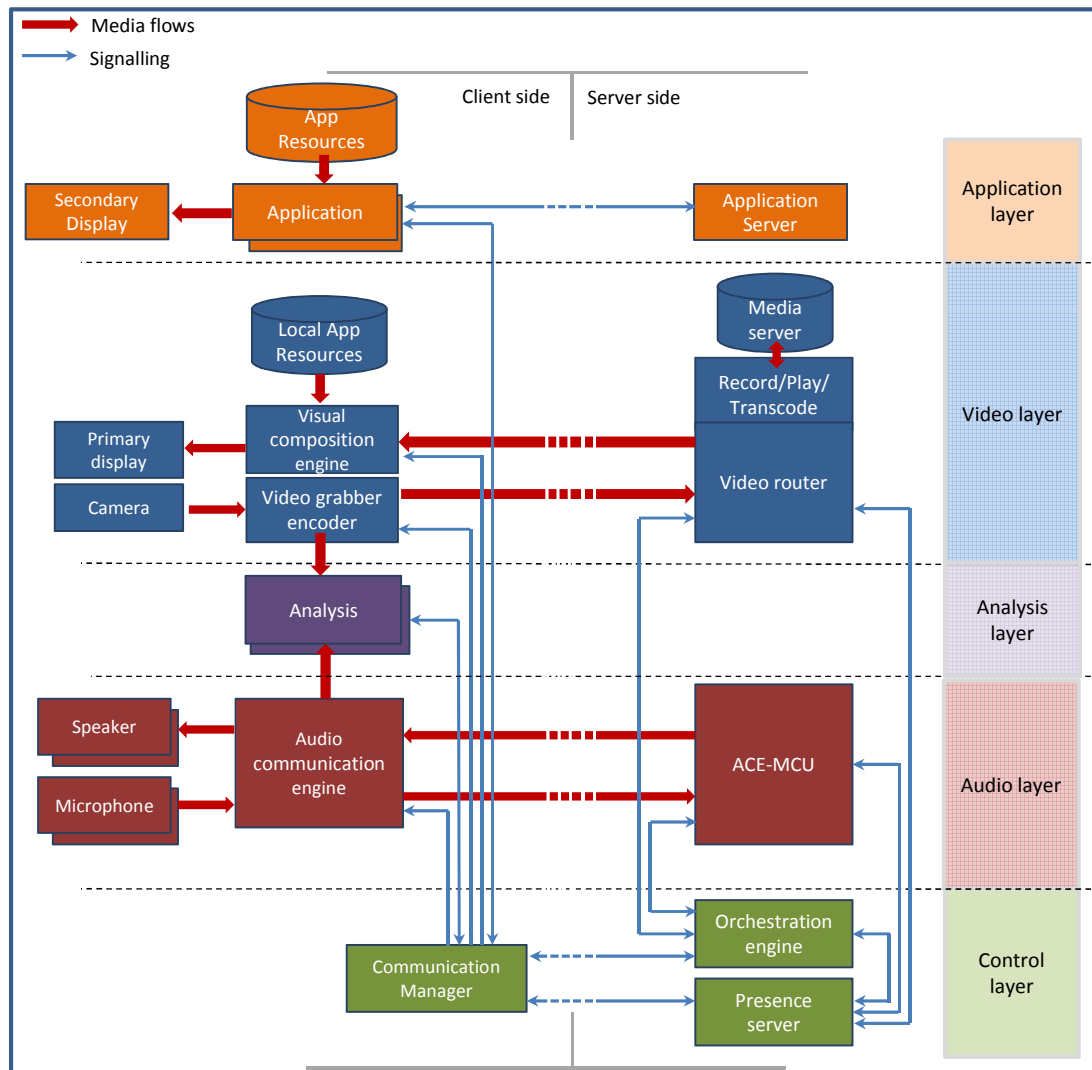 Media flows
Signalling
Client side
Server side
App
Resources
Secondary
Display
Application
Application
Server
Application
layer
Local App
Resources
Media
server
Record/Play/
Transcode
Visual
composition
engine
Primary
display
Video layer
Camera
Video grabber
encoder
Video router
Analysis
Analysis
layer
Speaker
Audio
communication
engine
ACE-MCU
Microphone
Audio layer
Orchestration
engine
Communication
Manager
Presence
server
Control
layer